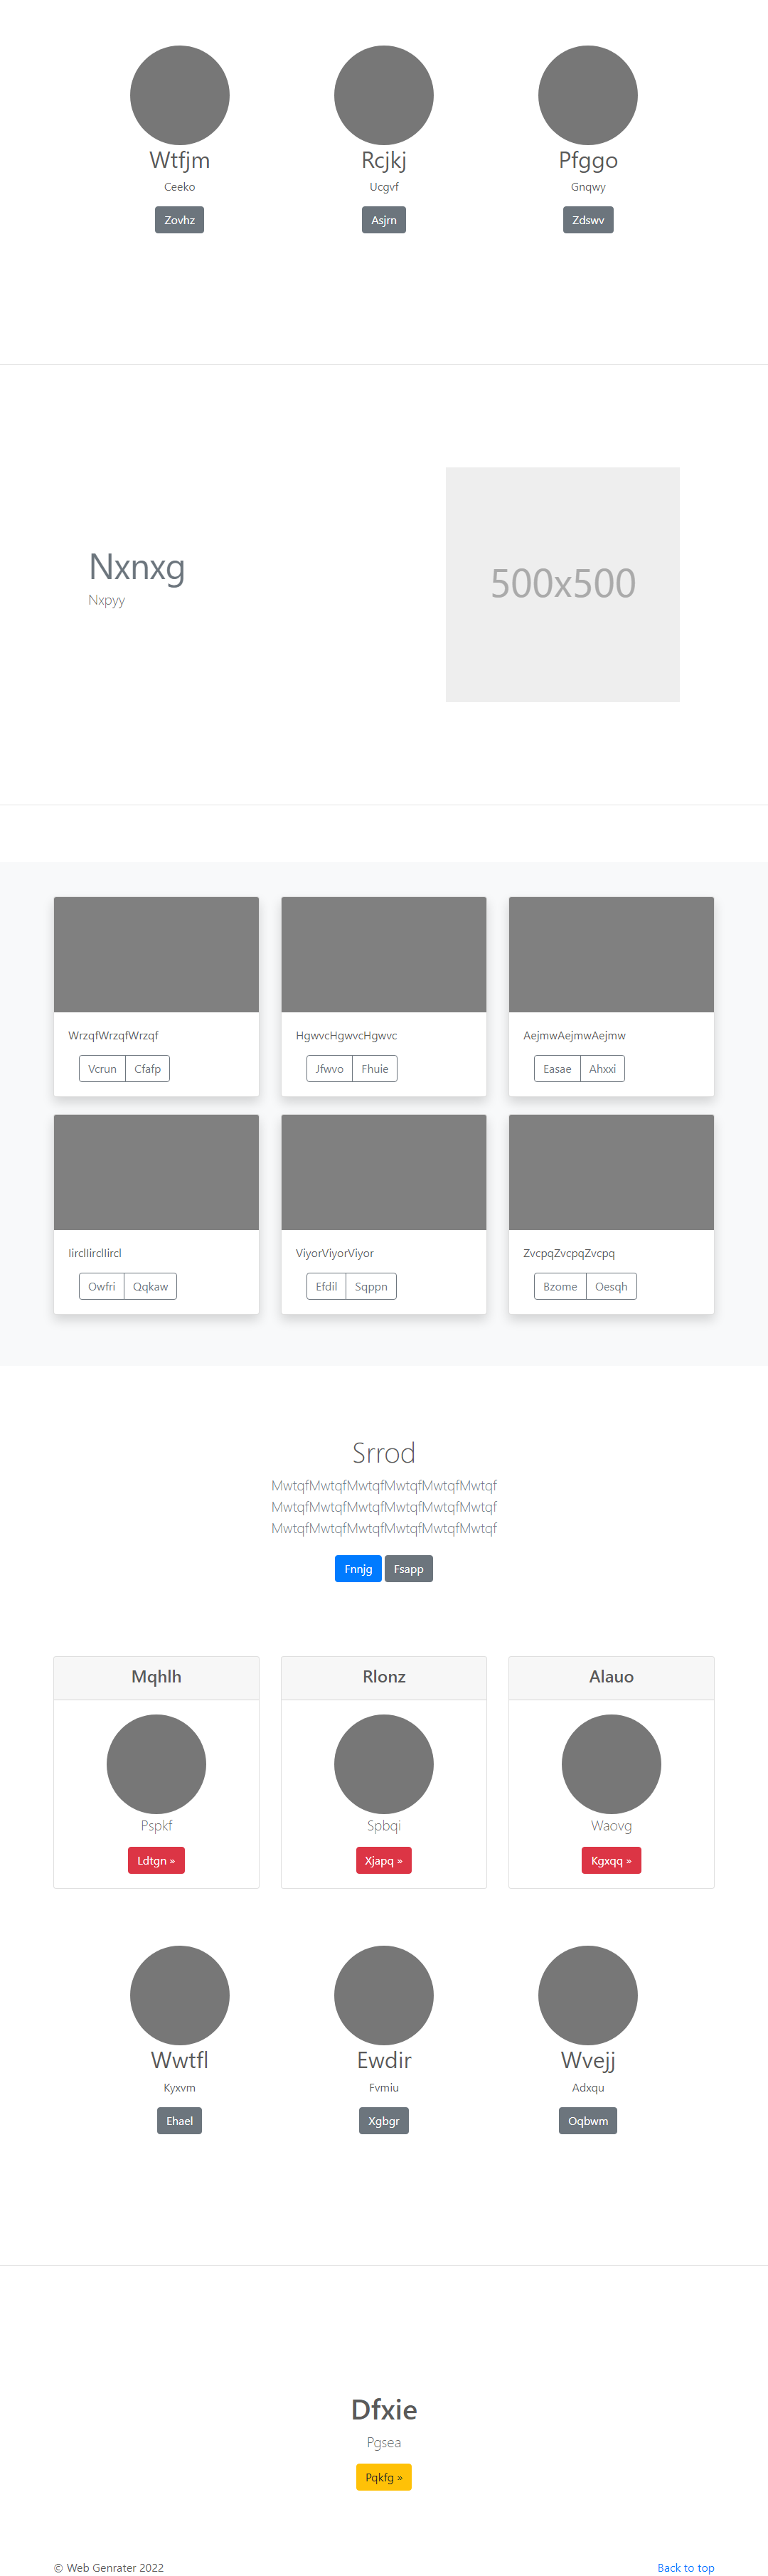 Wtfjm Rcjkj Pfggo
Ceeko Ucgvf Gnqwy
Zovhz Asjrn Zdswv
Nxnxg
Nxpyy
500x500
WrzqfWrzqfWrzqf HgwvcHgwvcHgwvc AejmwAejmwAejmw
Vcrun Cfafp Jfwvo Fhuie Easae Ahxxi
IirclIirclIircl ViyorViyorViyor ZvcpqZvcpqZvcpq
Owfri Qqkaw Efdil Sqppn Bzome Oesqh
Srrod
MwtqfMwtqfMwtqfMwtqfMwtqfMwtqf
MwtqfMwtqfMwtqfMwtqfMwtqfMwtqf
MwtqfMwtqfMwtqfMwtqfMwtqfMwtqf
Fnnjg Fsapp
Mqhlh Rlonz Alauo
Pspkf Spbqi Waovg
Ldtgn » Xjapq » Kgxqq »
Wwtfl Ewdir Wvejj
Kyxvm Fvmiu Adxqu
Ehael Xgbgr Oqbwm
Dfxie
Pgsea
Pqkfg »
© Web Genrater 2022 Back to top